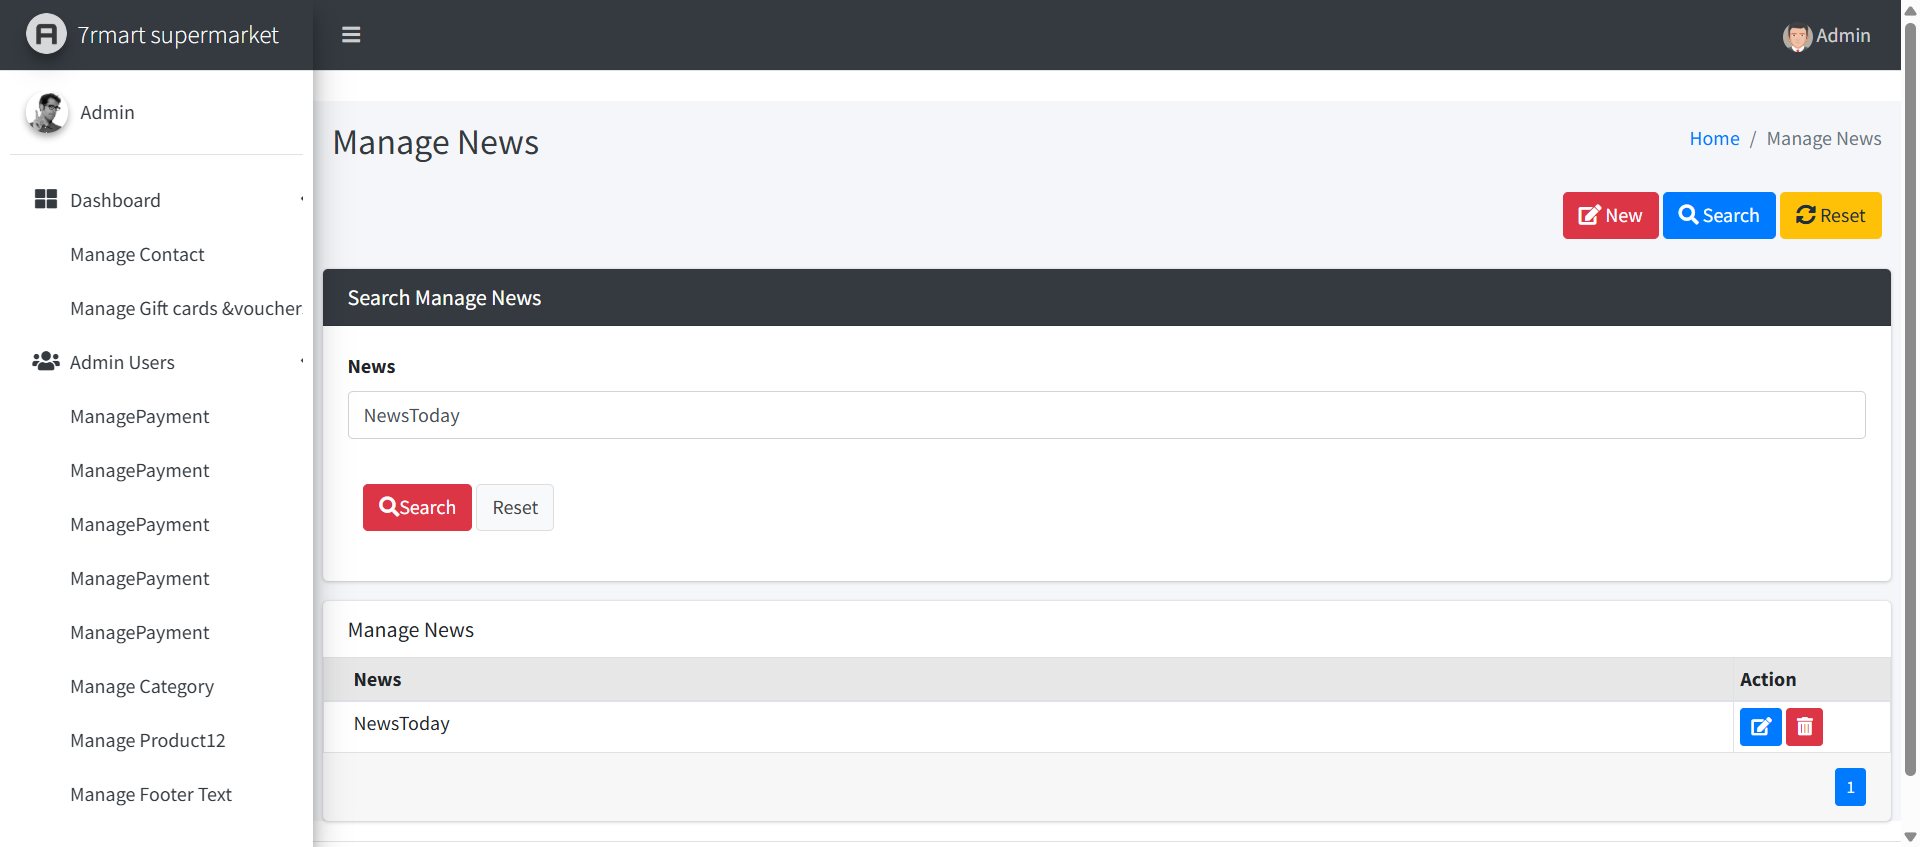 7rmart supermarket
Admin
Admin
Dashboard
Manage Contact
Manage Gift cards &voucher
Admin Users
ManagePayment
ManagePayment
ManagePayment
ManagePayment
ManagePayment
Manage Category
Manage Product12
Manage Footer Text
Manage News
Home / Manage News
New
Search
Reset
Search Manage News
News
NewsToday
Search
Reset
Manage News
News
Action
NewsToday
1